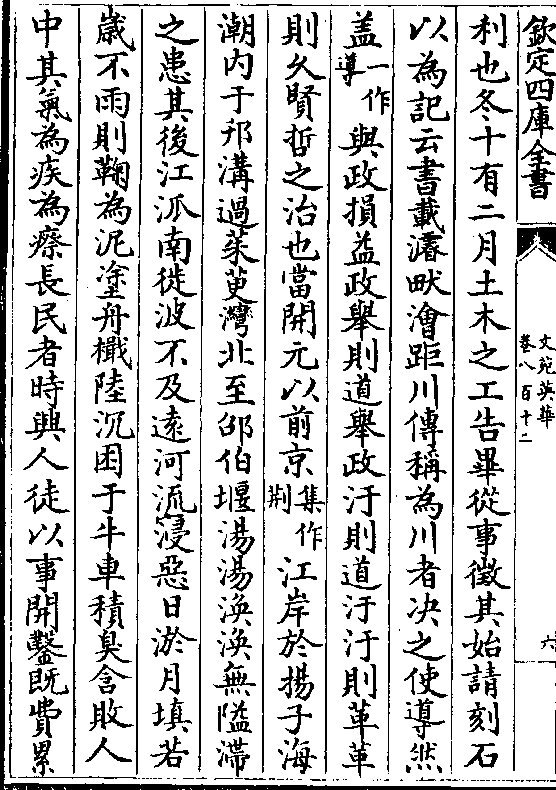 欽定四庫全書
文苑英華
卷八百十二
六
利也冬十有二月土木之工告畢從事徵其始請刻石
以為記云書載濬畎澮距川傳稱為川者決之使導然
盖一作導與政損益政舉則道舉政汙則道汙汙則革革
則久賢哲之治也當開元以前京集作荆江岸於揚子海
潮内于邗溝過茱萸灣北至邵伯堰湯湯渙渙無隘滯
之患其後江派南徙波不及逺河流寖惡日淤月填若
嵗不雨則鞠為泥塗舟檝陸沉困于牛車積臭含敗人
中其氣為疾為瘵長民者時興人徒以事開鑿既費累